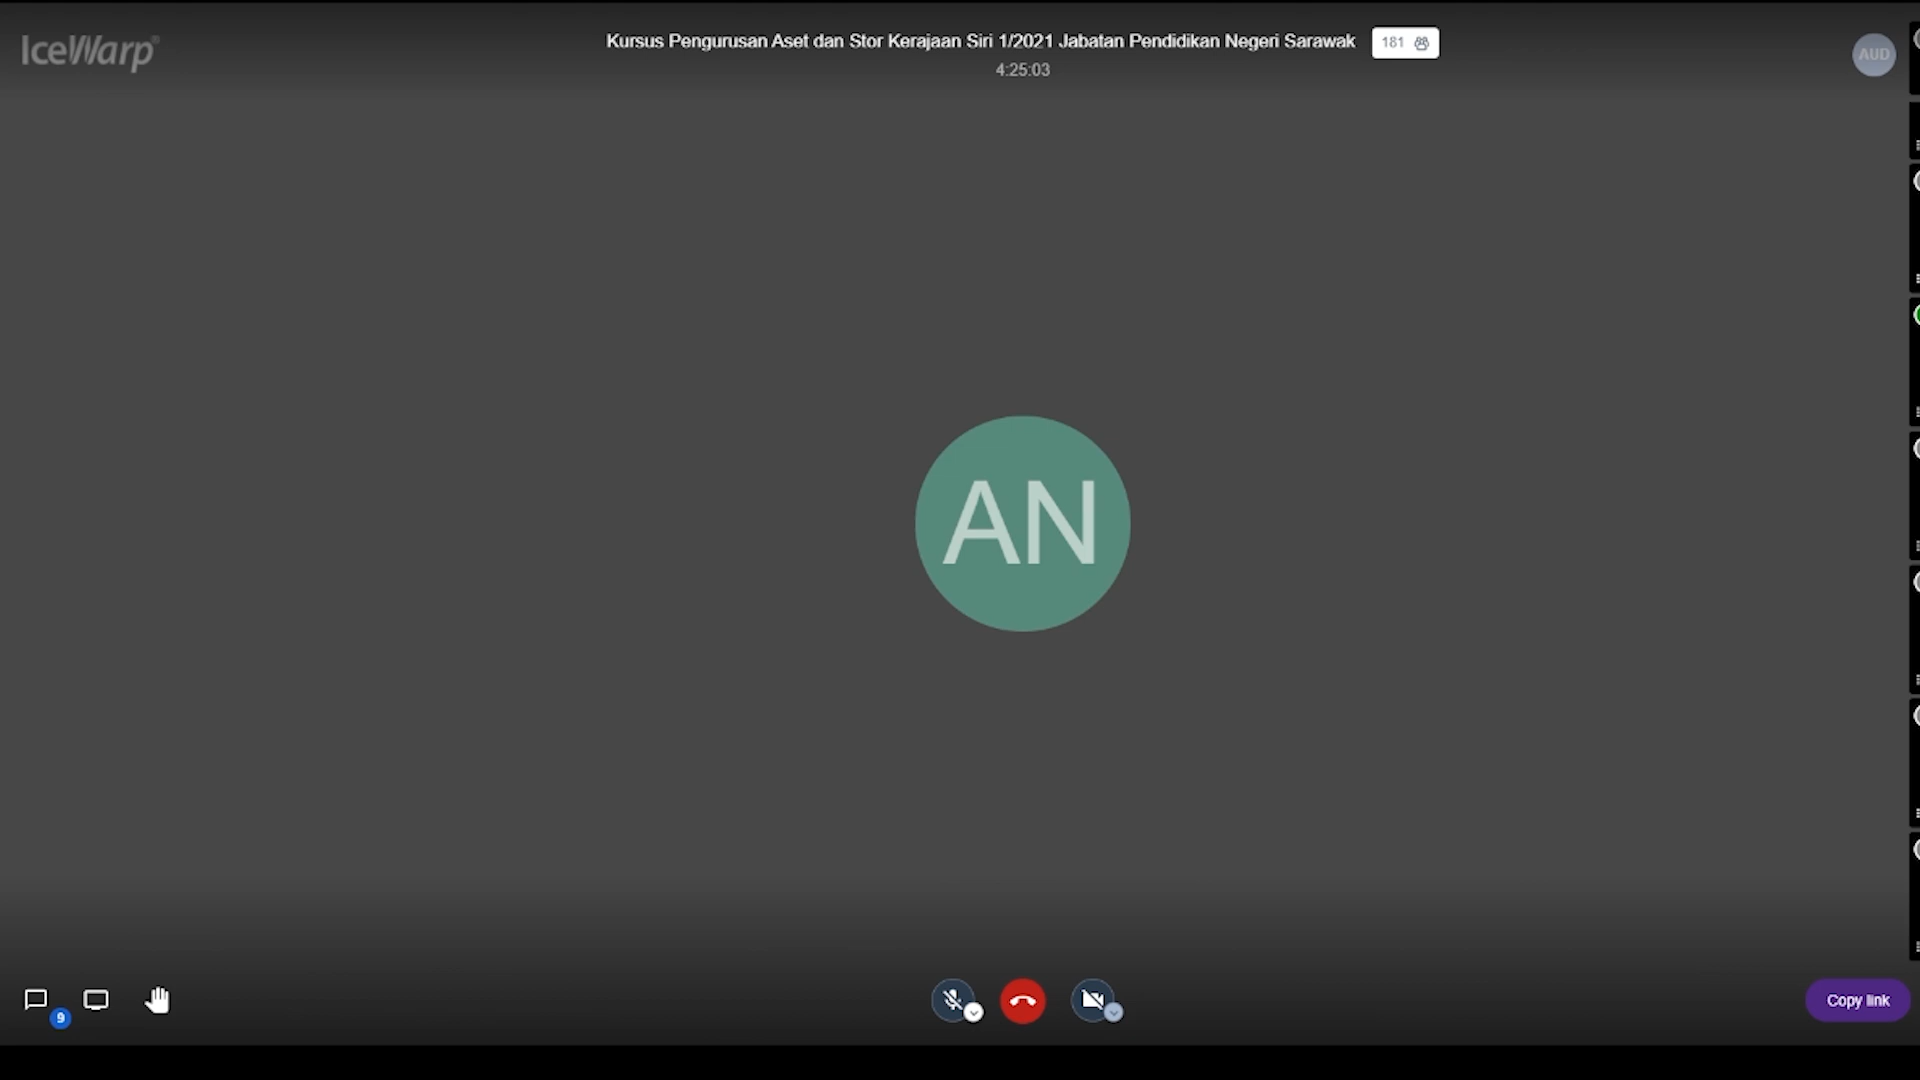 IceWarp®
Kursus Pengurusan Aset dan Stor Kerajaan Siri 1/2021 Jabatan Pendidikan Negeri Sarawak
181
4:25:03
AUD
AN
9
Copy link